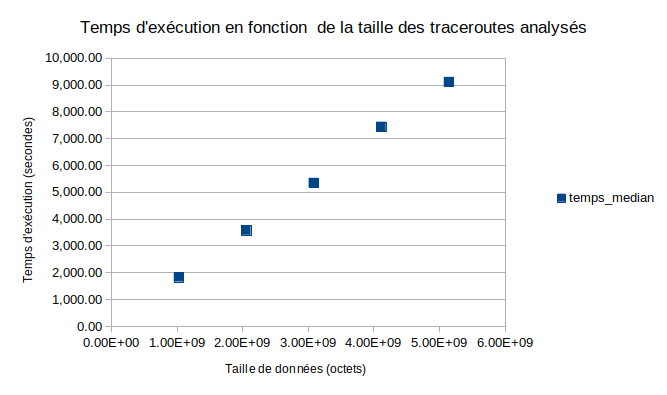 Temps d'exécution en fonction  de la taille des traceroutes analysés
10,000.00
9,000.00
8,000.00
7,000.00
6,000.00
5,000.00
4,000.00
3,000.00
2,000.00
1,000.00
0.00
Temps d'exécution (secondes)
temps_median
0.00E+00 1.00E+09 2.00E+09 3.00E+09 4.00E+09 5.00E+09 6.00E+09
Taille de données (octets)